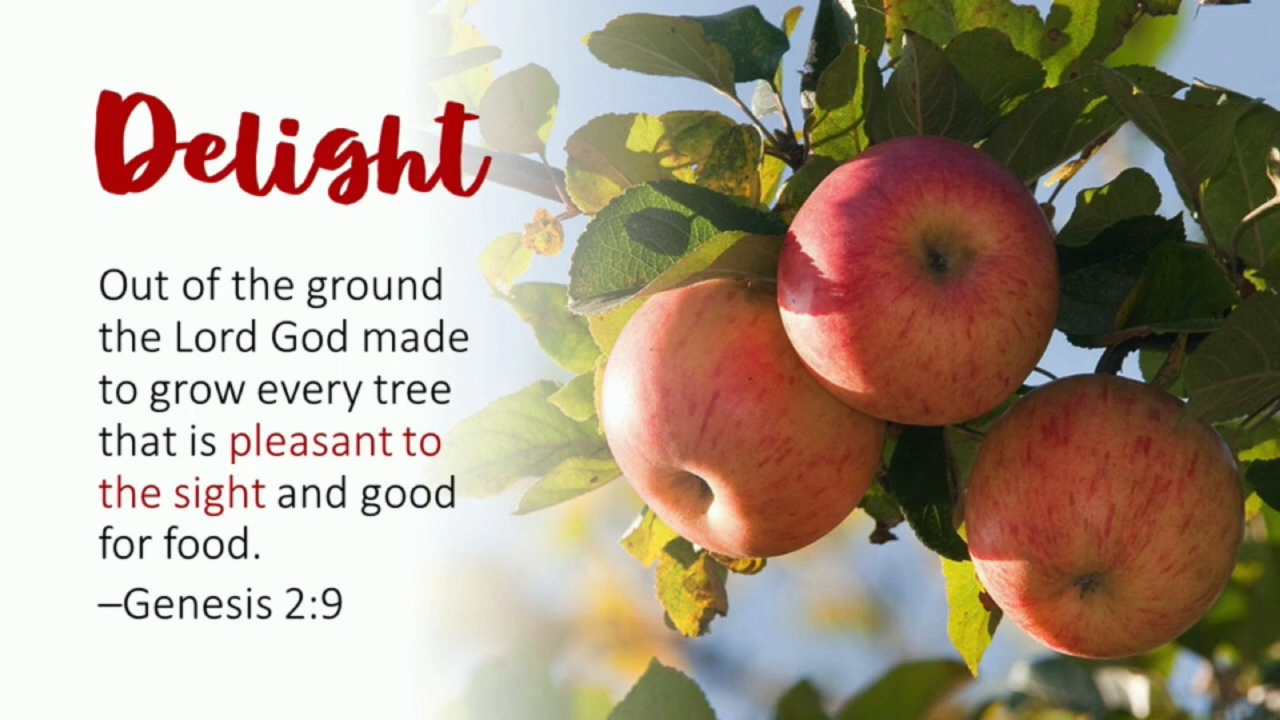 Delight
Out of the ground
the Lord God made
to grow every tree
that is pleasant to
the sight and good
for food.
–Genesis 2:9